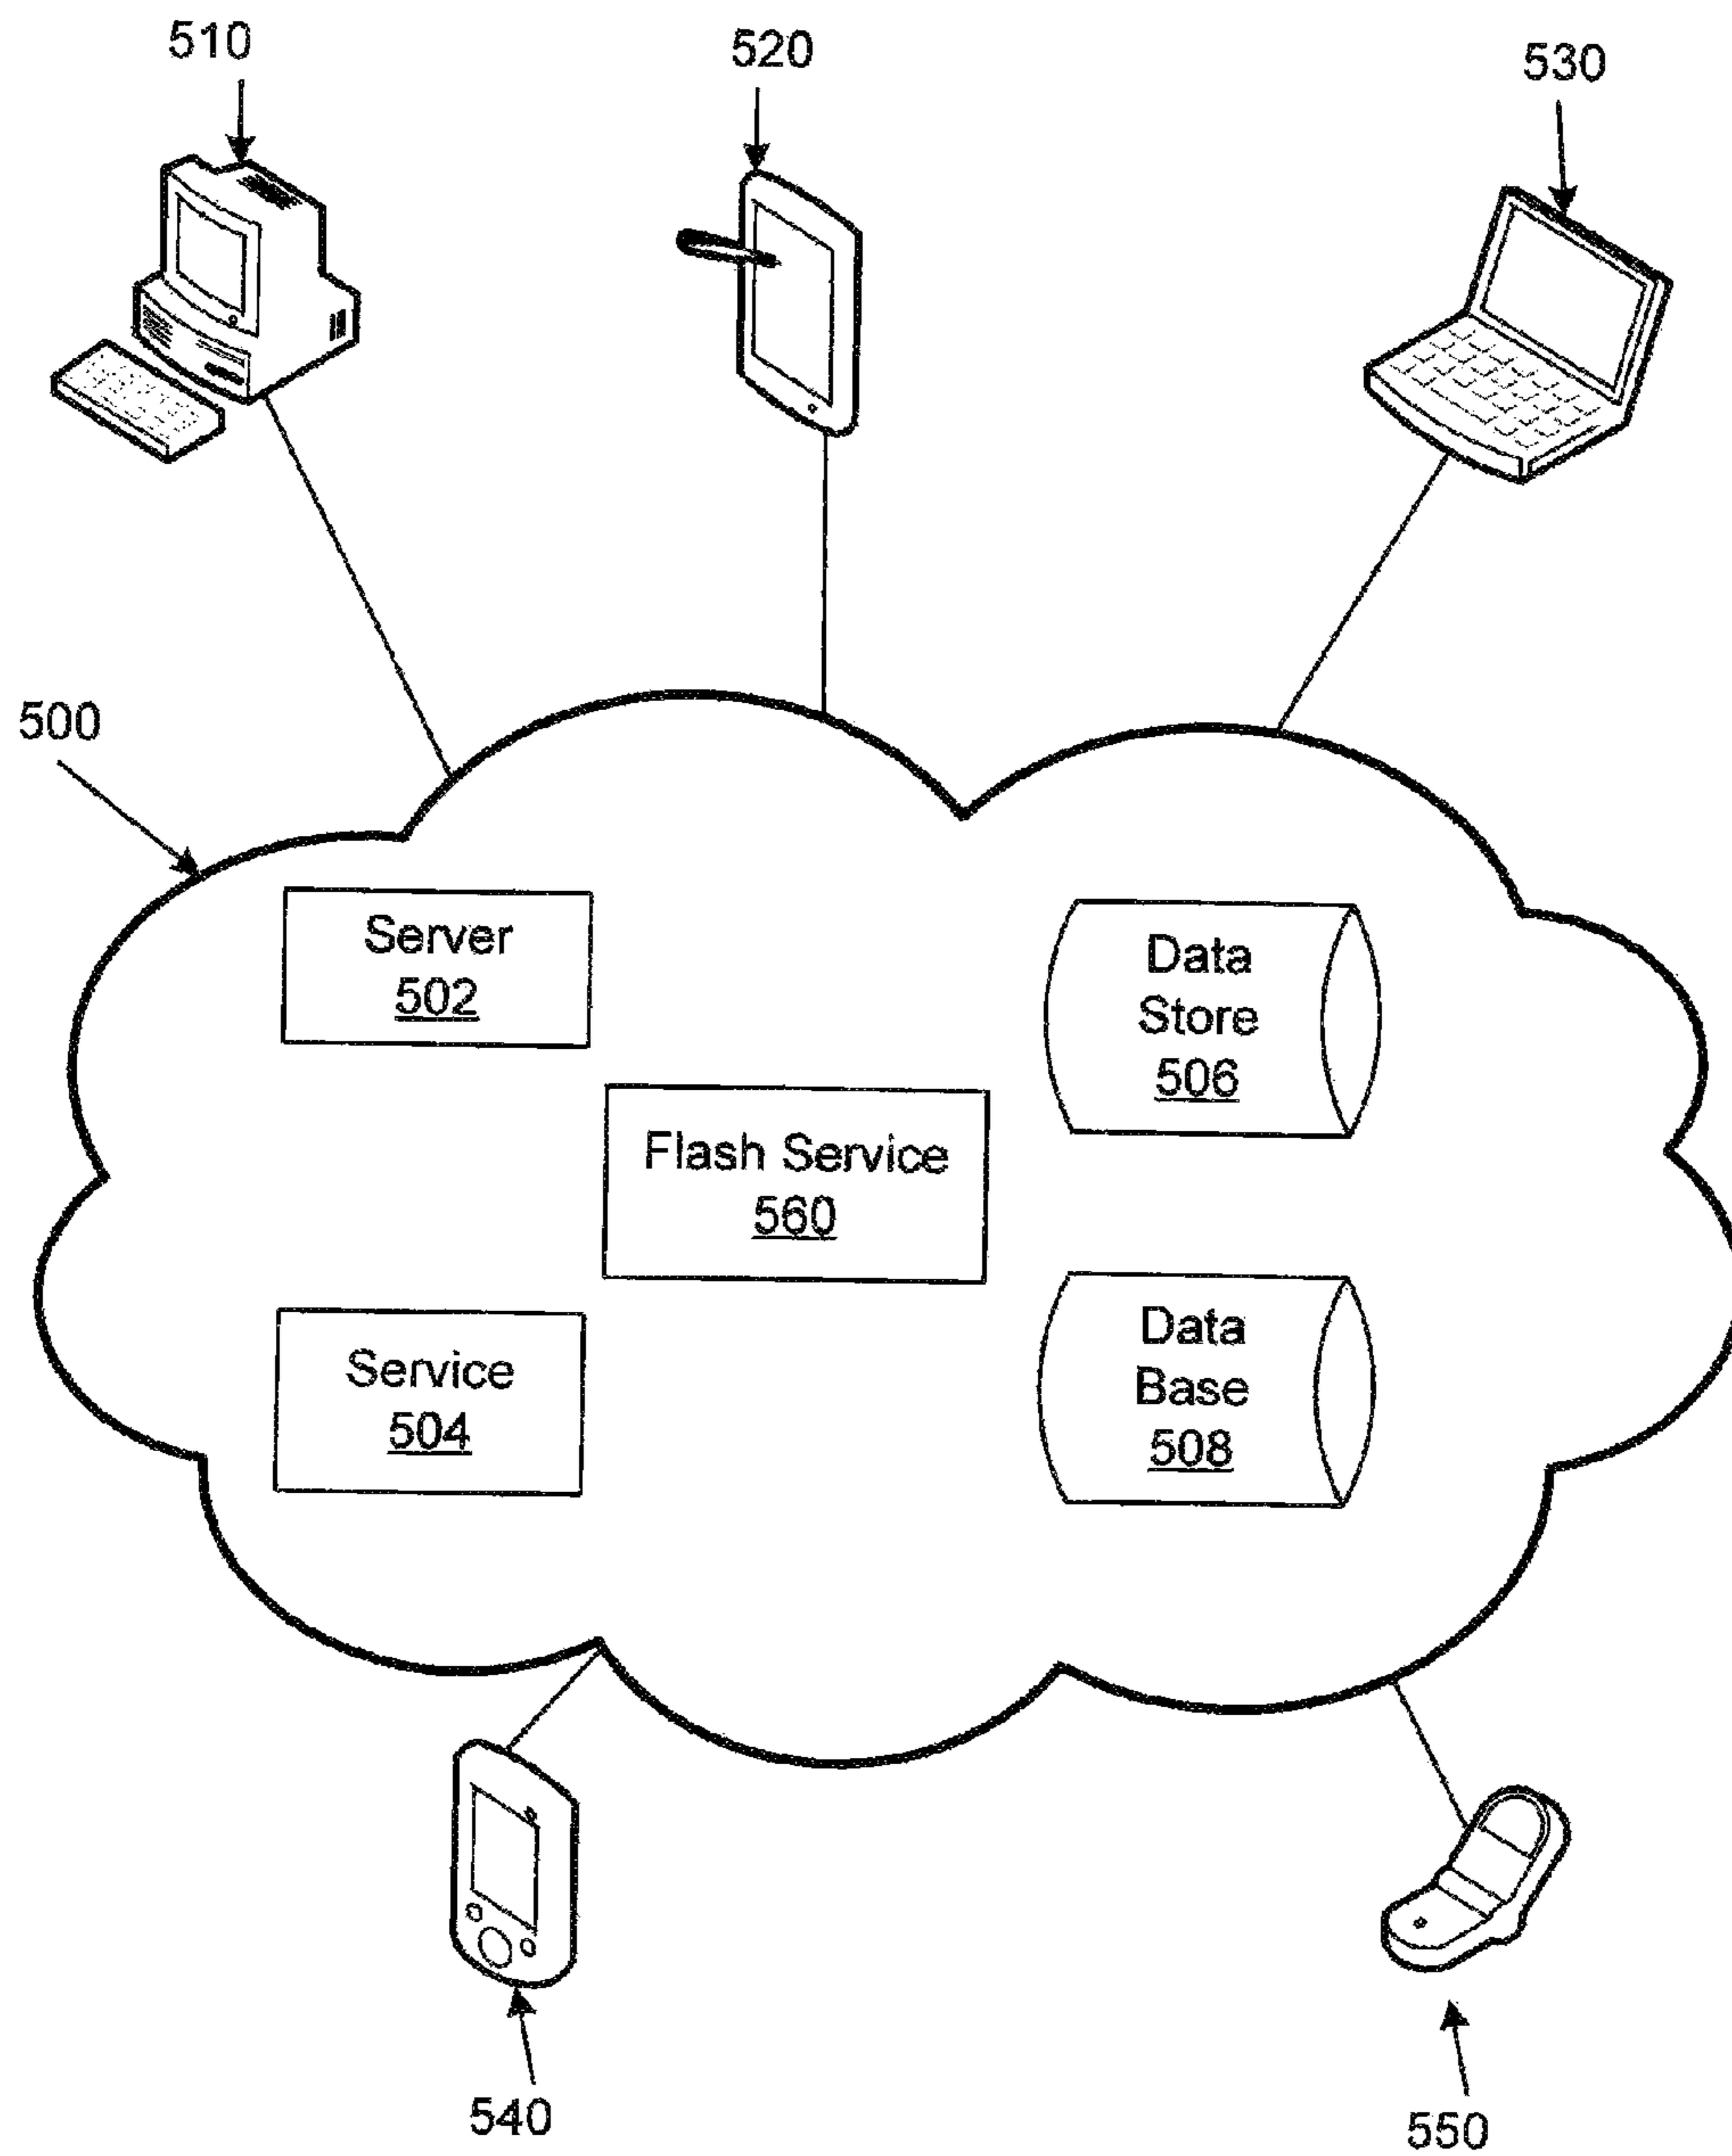 510
520
530
500
Server
502
Data
Store
506
Flash Service
560
Service
504
Data
Base
508
540
550